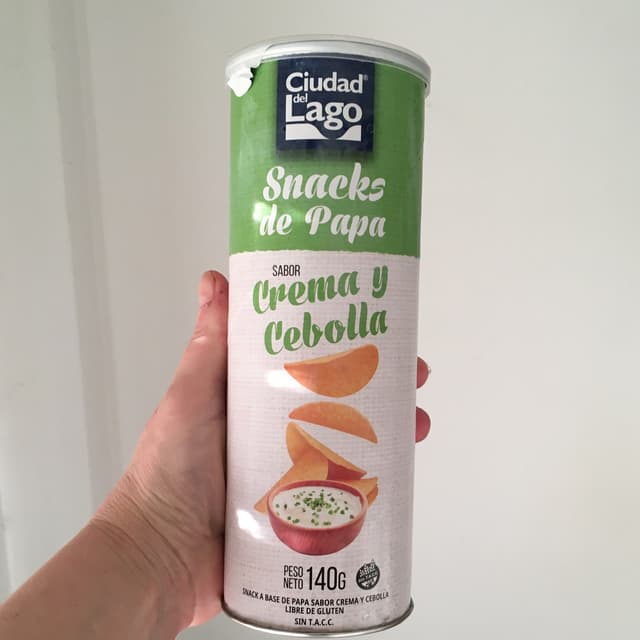 Ciudad®
del
Lago
Snacks
de Papa
SABOR
Crema y
Cebolla
PESO
NETO 140G
SNACK A BASE DE PAPA SABOR CREMA Y CEBOLLA
LIBRE DE GLUTEN
SIN T.A.C.C.